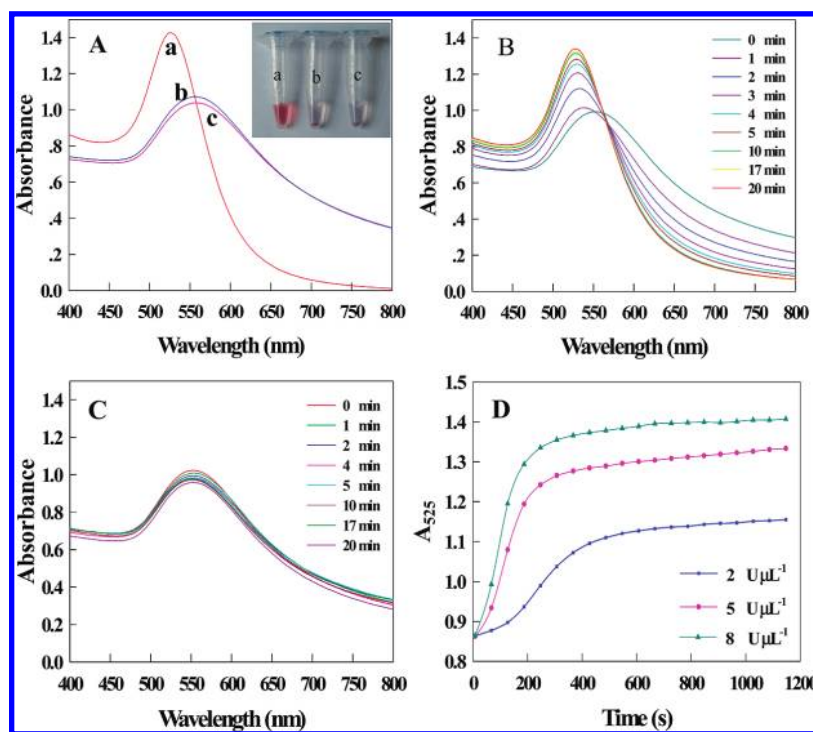 A
a
b
c
a
b
c
Absorbance
1.4
1.2
1.0
.8
.6
.4
.2
0.0
400 450 500 550 600 650 700 750 800
Wavelength (nm)
B
0 min
1 min
2 min
3 min
4 min
5 min
10 min
17 min
20 min
Absorbance
1.4
1.2
1.0
.8
.6
.4
.2
0.0
400 450 500 550 600 650 700 750 800
Wavelength (nm)
C
0 min
1 min
2 min
4 min
5 min
10 min
17 min
20 min
Absorbance
1.4
1.2
1.0
0.8
0.6
0.4
0.2
0.0
400 450 500 550 600 650 700 750 800
Wavelength (nm)
D
A525
1.5
1.4
1.3
1.2
1.1
1.0
0.9
0.8
2 UμL-1
5 UμL-1
8 UμL-1
0 200 400 600 800 1000 1200
Time (s)